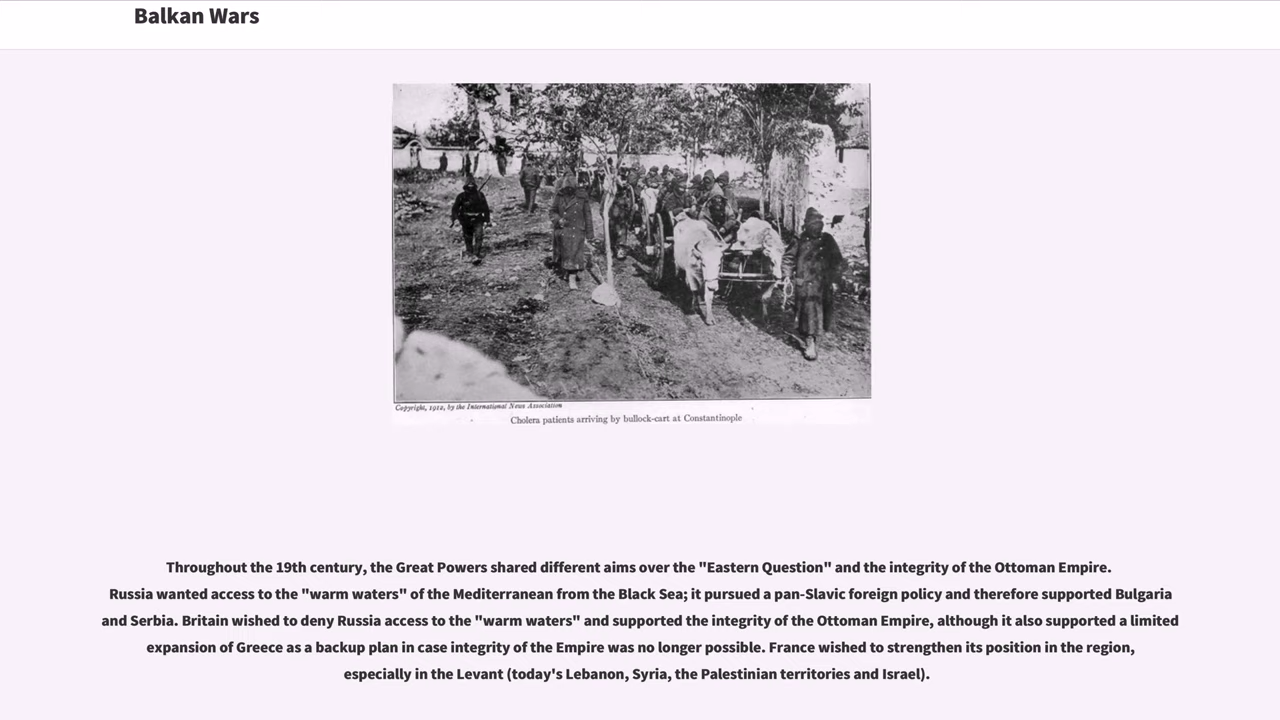 Balkan Wars
Copyright, 1912, by the International News Association
Cholera patients arriving by bullock-cart at Constantinople
Throughout the 19th century, the Great Powers shared different aims over the "Eastern Question" and the integrity of the Ottoman Empire.
Russia wanted access to the "warm waters" of the Mediterranean from the Black Sea; it pursued a pan-Slavic foreign policy and therefore supported Bulgaria
and Serbia. Britain wished to deny Russia access to the "warm waters" and supported the integrity of the Ottoman Empire, although it also supported a limited
expansion of Greece as a backup plan in case integrity of the Empire was no longer possible. France wished to strengthen its position in the region,
especially in the Levant (today's Lebanon, Syria, the Palestinian territories and Israel).